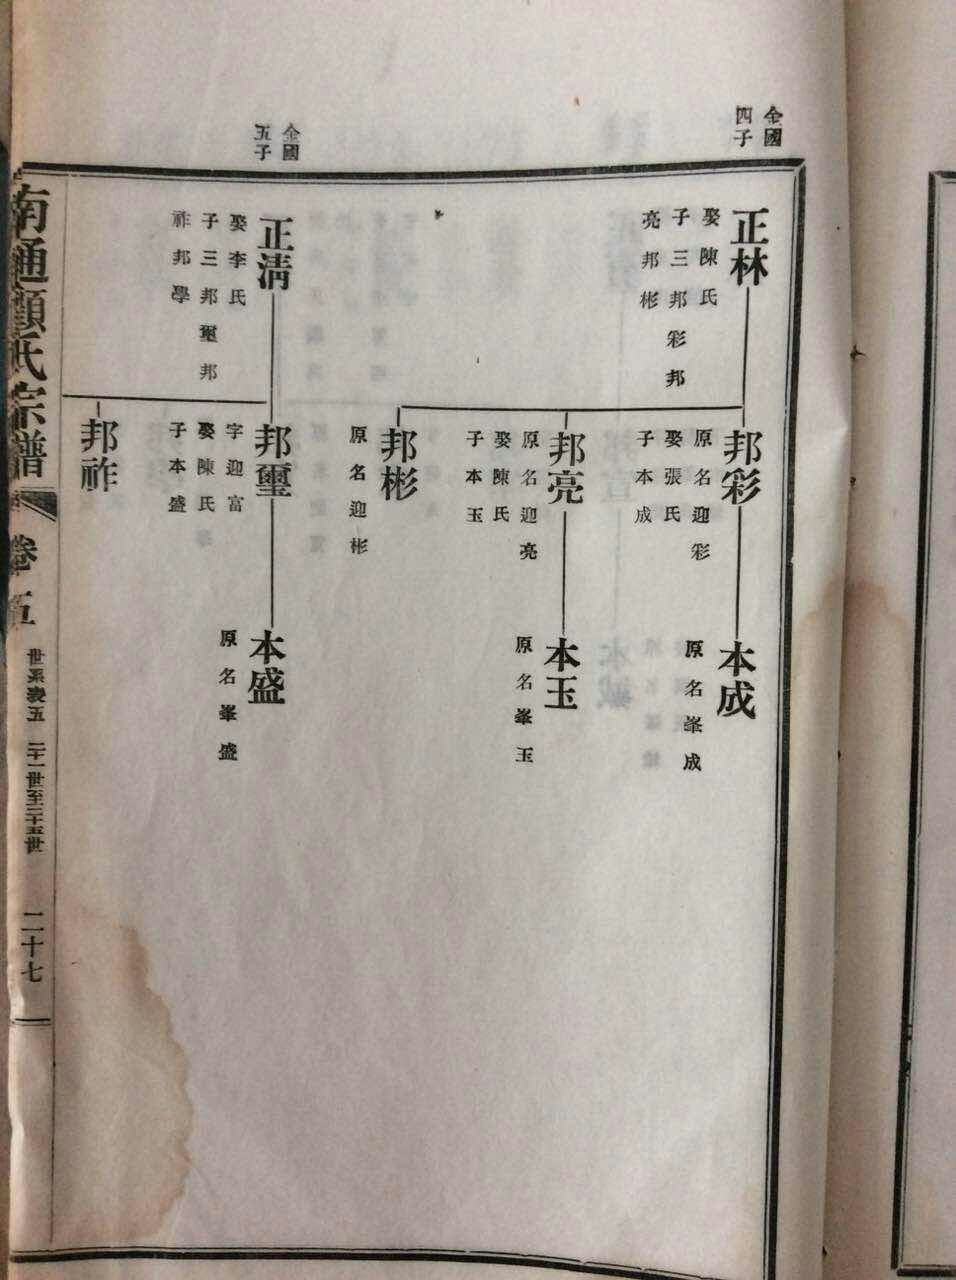 全國
四子
正林
娶陳氏
子三邦彩邦
亮邦彬
邦彩
原名迎彩
娶張氏
子本成
本成
原名峯成
邦亮
原名迎亮
娶陳氏
子本玉
本玉
原名峯玉
邦彬
原名迎彬
全國
五子
正清
娶李氏
子三邦璽邦
祚邦學
邦璽
字迎富
娶陳氏
子本盛
本盛
原名峯盛
邦祚
南通顧氏宗譜
卷五
世系表五
二十一世至二十五世
二十七